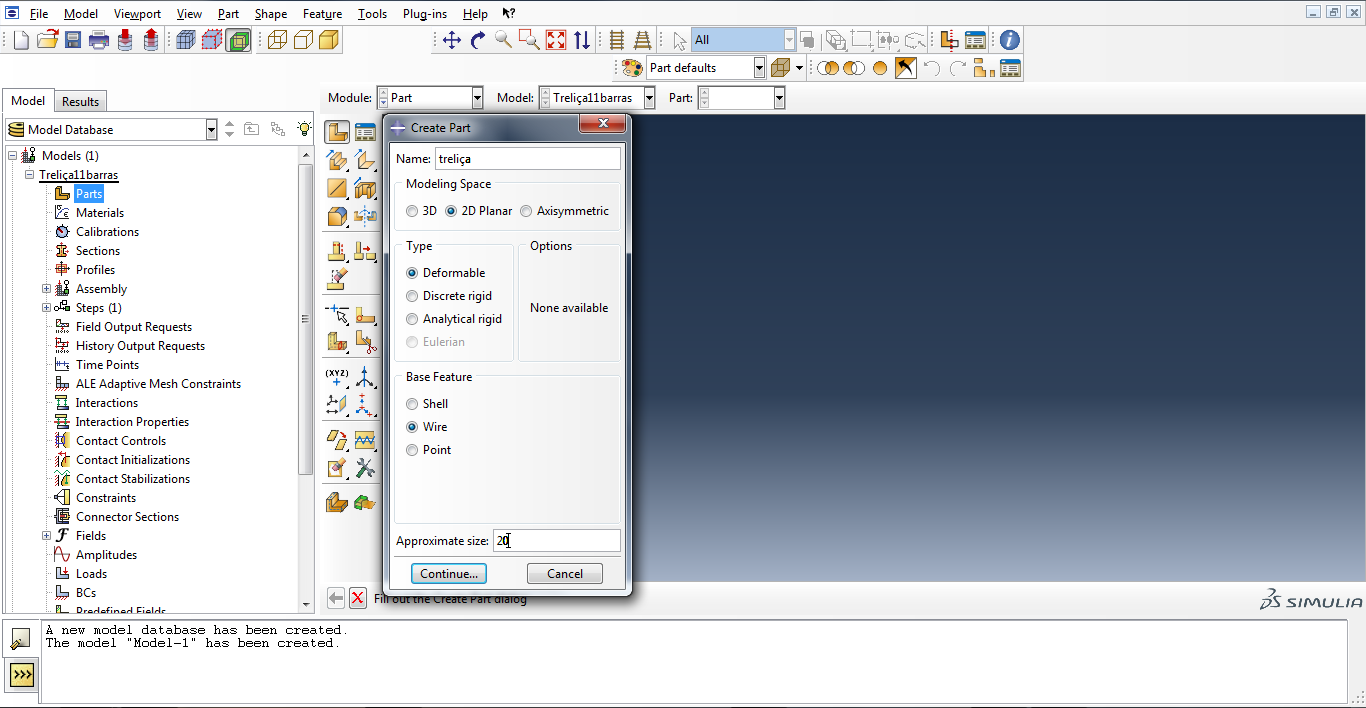 File Model Viewport View Part Shape Feature Tools Plug-ins Help
All
Part defaults
Model Results
Module: Part Model: Treliça11barras Part:
Model Database
Models (1)
Treliça11barras
Parts
Materials
Calibrations
Sections
Profiles
Assembly
Steps (1)
Field Output Requests
History Output Requests
Time Points
ALE Adaptive Mesh Constraints
Interactions
Interaction Properties
Contact Controls
Contact Initializations
Contact Stabilizations
Constraints
Connector Sections
Fields
Amplitudes
Loads
BCs
Predefined Fields
(XYZ)
Create Part
Name: treliça
Modeling Space
3D 2D Planar Axisymmetric
Type
Deformable
Discrete rigid
Analytical rigid
Eulerian
Options
None available
Base Feature
Shell
Wire
Point
Approximate size: 20
Continue... Cancel
Fill out the Create Part dialog
SIMULIA
A new model database has been created.
The model "Model-1" has been created.
>>>